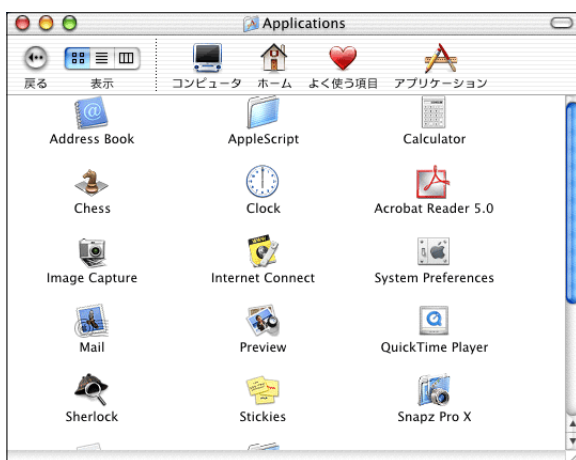 Applications
戻る 表示 コンピュータ ホーム よく使う項目 アプリケーション
Address Book AppleScript Calculator
Chess Clock Acrobat Reader 5.0
Image Capture Internet Connect System Preferences
Mail Preview QuickTime Player
Sherlock Stickies Snapz Pro X